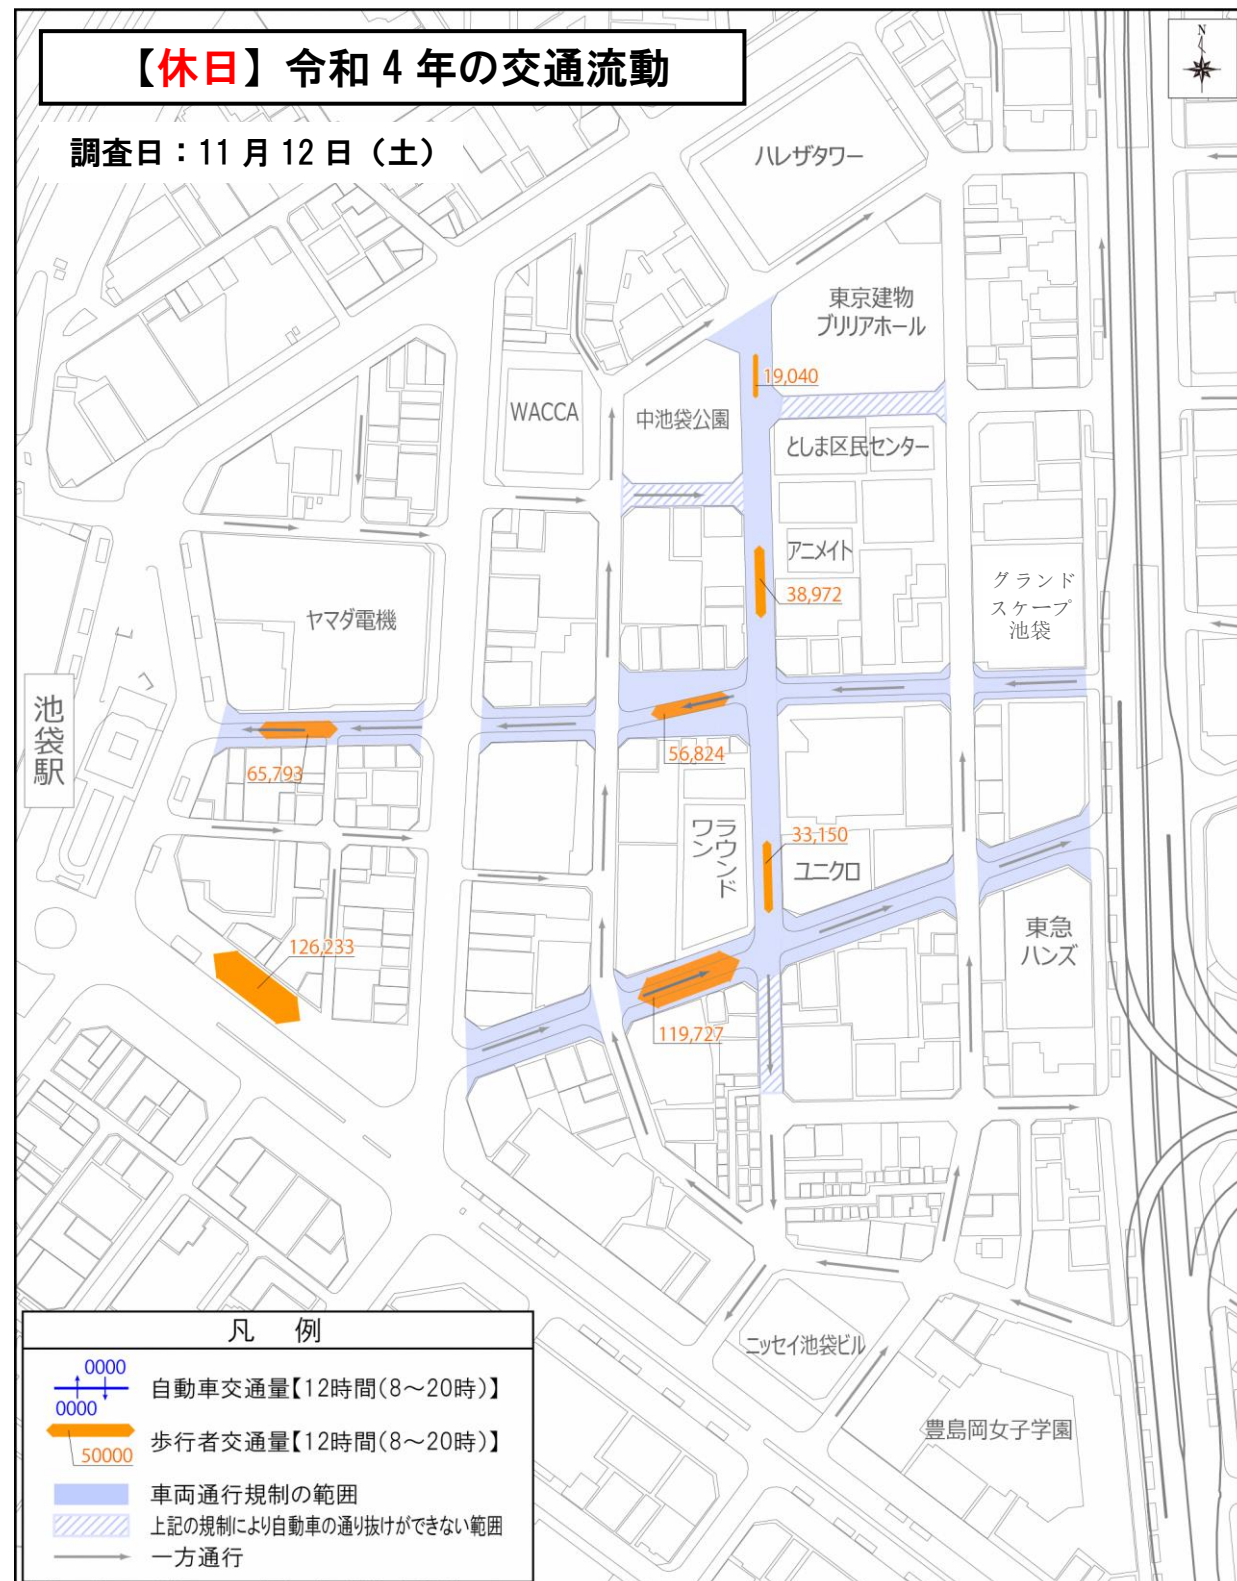 【休日】令和4年の交通流動
調査日：11月12日（土）
N
ハレザタワー
東京建物
ブリリアホール
19,040
WACCA
中池袋公園
としま区民センター
アニメイト
38,972
グランド
スケープ
池袋
ヤマダ電機
池袋駅
65,793
56,824
ラウンド
ワン
33,150
ユニクロ
東急
ハンズ
126,233
119,727
ニッセイ池袋ビル
豊島岡女子学園
凡 例
0000
0000
自動車交通量【12時間(8～20時)】
50000
歩行者交通量【12時間(8～20時)】
車両通行規制の範囲
上記の規制により自動車の通り抜けができない範囲
一方通行